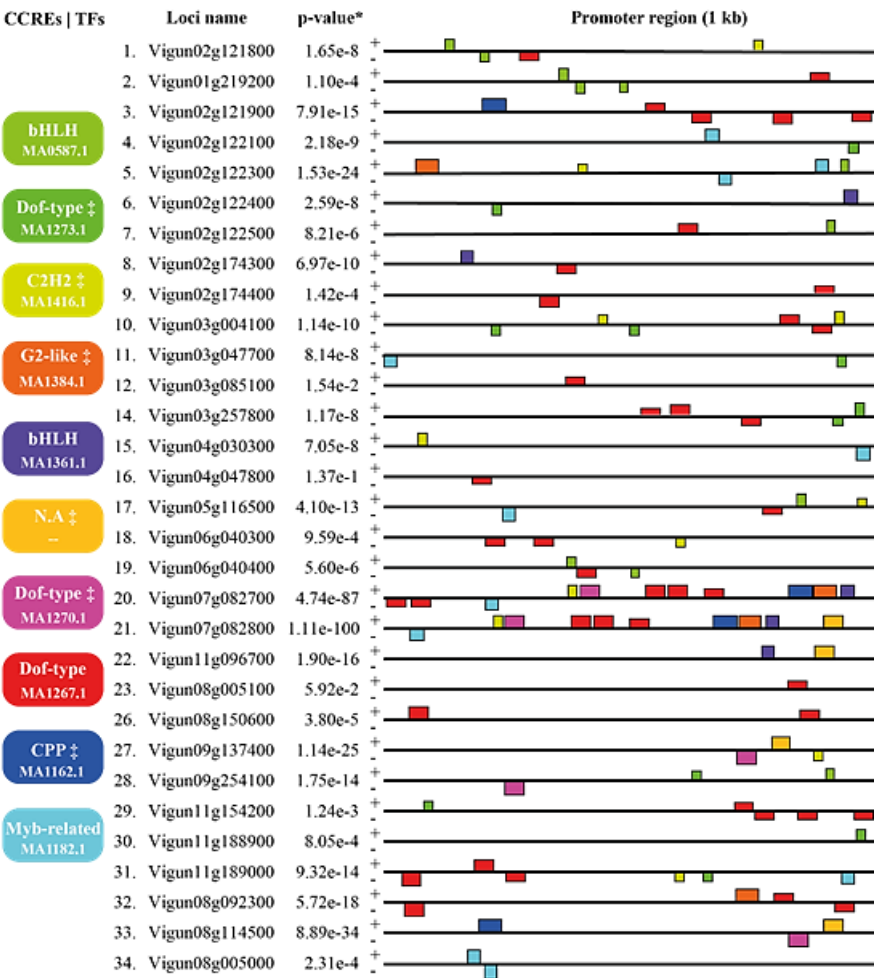 CCREs | TFs Loci name p-value* Promoter region (1 kb)
1. Vigun02g121800 1.65e-8 + -
2. Vigun01g219200 1.10e-4 + -
3. Vigun02g121900 7.91e-15 + -
bHLH
MA0587.1
4. Vigun02g122100 2.18e-9 + -
5. Vigun02g122300 1.53e-24 + -
Dof-type ‡
MA1273.1
6. Vigun02g122400 2.59e-8 + -
7. Vigun02g122500 8.21e-6 + -
8. Vigun02g174300 6.97e-10 + -
C2H2 ‡
MA1416.1
9. Vigun02g174400 1.42e-4 + -
10. Vigun03g004100 1.14e-10 + -
G2-like ‡
MA1384.1
11. Vigun03g047700 8.14e-8 + -
12. Vigun03g085100 1.54e-2 + -
14. Vigun03g257800 1.17e-8 + -
bHLH
MA1361.1
15. Vigun04g030300 7.05e-8 + -
16. Vigun04g047800 1.37e-1 + -
N.A ‡
--
17. Vigun05g116500 4.10e-13 + -
18. Vigun06g040300 9.59e-4 + -
19. Vigun06g040400 5.60e-6 + -
Dof-type ‡
MA1270.1
20. Vigun07g082700 4.74e-87 + -
21. Vigun07g082800 1.11e-100 + -
22. Vigun11g096700 1.90e-16 + -
Dof-type
MA1267.1
23. Vigun08g005100 5.92e-2 + -
26. Vigun08g150600 3.80e-5 + -
CPP ‡
MA1162.1
27. Vigun09g137400 1.14e-25 + -
28. Vigun09g254100 1.75e-14 + -
29. Vigun11g154200 1.24e-3 + -
Myb-related
MA1182.1
30. Vigun11g188900 8.05e-4 + -
31. Vigun11g189000 9.32e-14 + -
32. Vigun08g092300 5.72e-18 + -
33. Vigun08g114500 8.89e-34 + -
34. Vigun08g005000 2.31e-4 + -